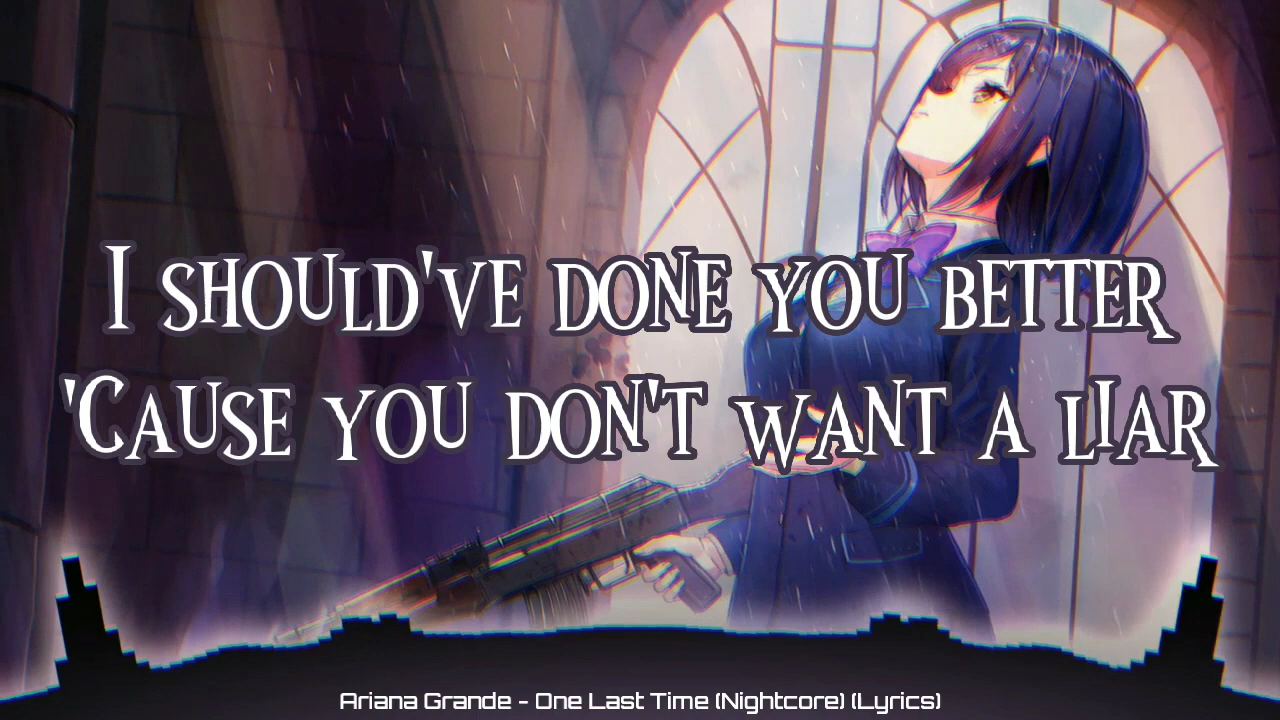 I should've done you better
'Cause you don't want a liar
Ariana Grande - One Last Time (Nightcore) (Lyrics)